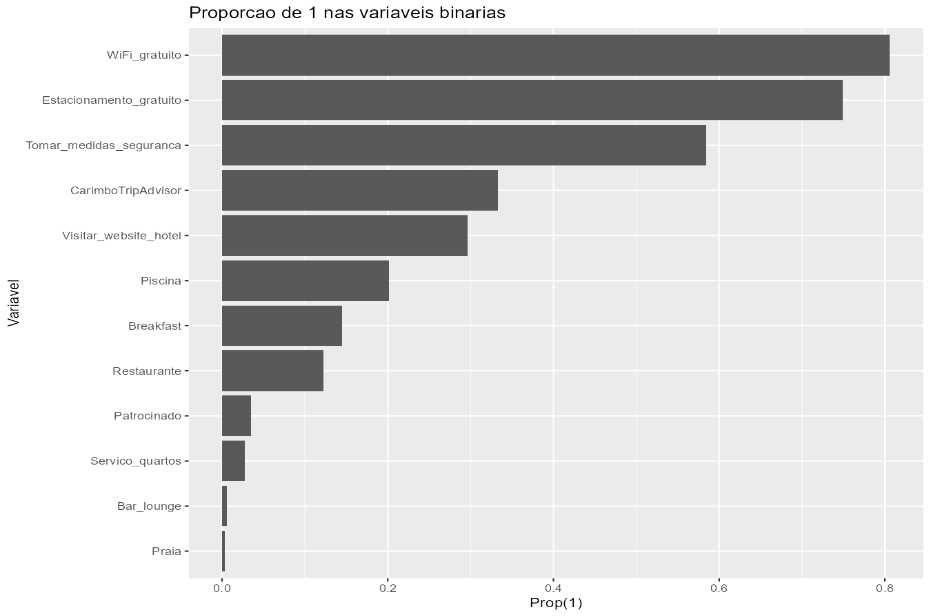 Proporcao de 1 nas variaveis binarias
WiFi_gratuito
Estacionamento_gratuito
Tomar_medidas_seguranca
CarimboTripAdvisor
Visitar_website_hotel
Piscina
Breakfast
Restaurante
Patrocinado
Servico_quartos
Bar_lounge
Praia
Variavel
0.0 0.2 0.4 0.6 0.8
Prop(1)